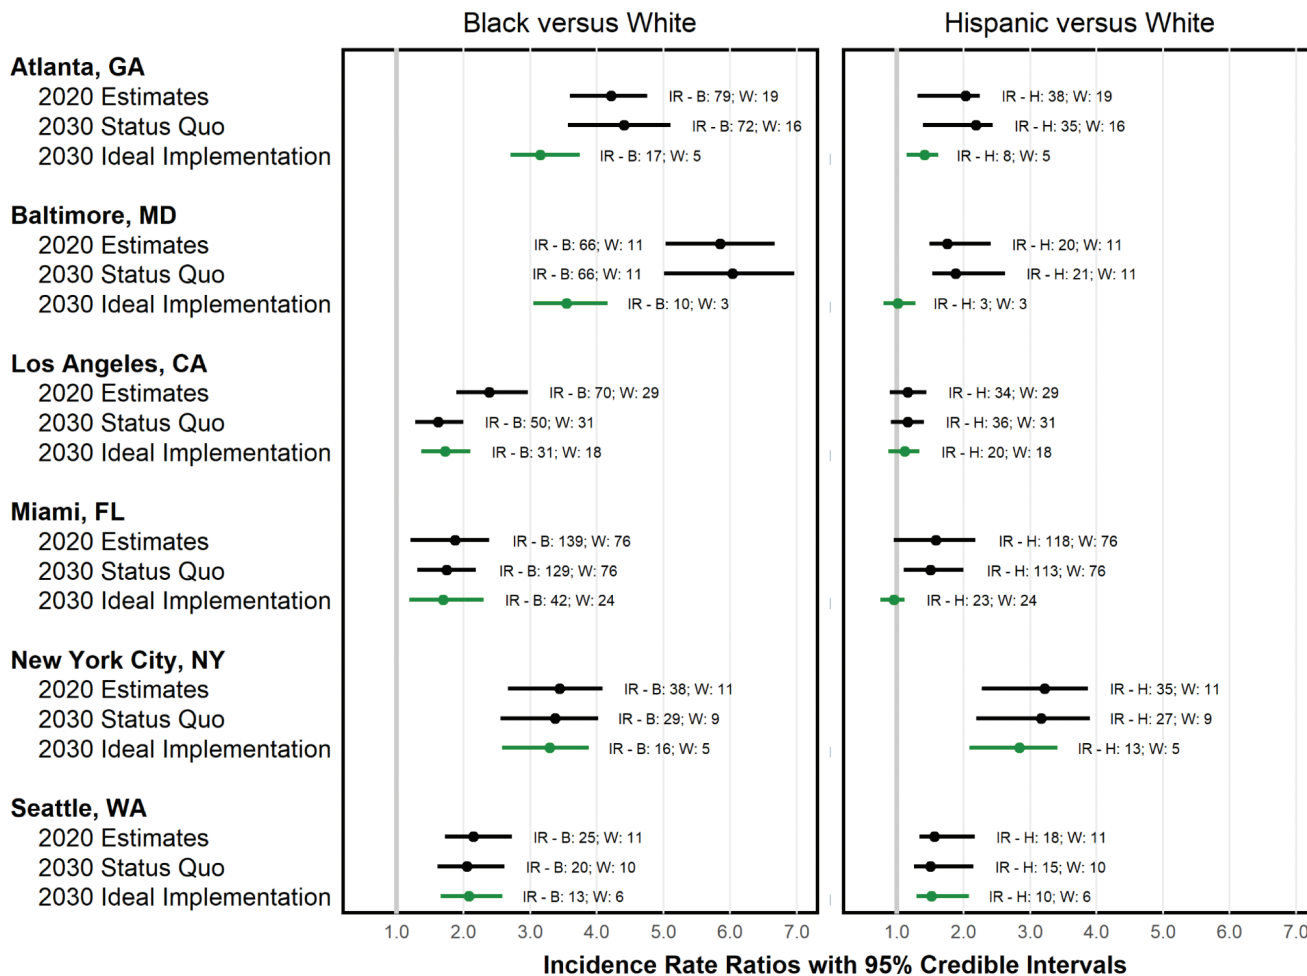 Black versus White Hispanic versus White
Atlanta, GA
2020 Estimates IR - B: 79; W: 19 IR - H: 38; W: 19
2030 Status Quo IR - B: 72; W: 16 IR - H: 35; W: 16
2030 Ideal Implementation IR - B: 17; W: 5 IR - H: 8; W: 5
Baltimore, MD
2020 Estimates IR - B: 66; W: 11 IR - H: 20; W: 11
2030 Status Quo IR - B: 66; W: 11 IR - H: 21; W: 11
2030 Ideal Implementation IR - B: 10; W: 3 IR - H: 3; W: 3
Los Angeles, CA
2020 Estimates IR - B: 70; W: 29 IR - H: 34; W: 29
2030 Status Quo IR - B: 50; W: 31 IR - H: 36; W: 31
2030 Ideal Implementation IR - B: 31; W: 18 IR - H: 20; W: 18
Miami, FL
2020 Estimates IR - B: 139; W: 76 IR - H: 118; W: 76
2030 Status Quo IR - B: 129; W: 76 IR - H: 113; W: 76
2030 Ideal Implementation IR - B: 42; W: 24 IR - H: 23; W: 24
New York City, NY
2020 Estimates IR - B: 38; W: 11 IR - H: 35; W: 11
2030 Status Quo IR - B: 29; W: 9 IR - H: 27; W: 9
2030 Ideal Implementation IR - B: 16; W: 5 IR - H: 13; W: 5
Seattle, WA
2020 Estimates IR - B: 25; W: 11 IR - H: 18; W: 11
2030 Status Quo IR - B: 20; W: 10 IR - H: 15; W: 10
2030 Ideal Implementation IR - B: 13; W: 6 IR - H: 10; W: 6
1.0 2.0 3.0 4.0 5.0 6.0 7.0 1.0 2.0 3.0 4.0 5.0 6.0 7.0
Incidence Rate Ratios with 95% Credible Intervals